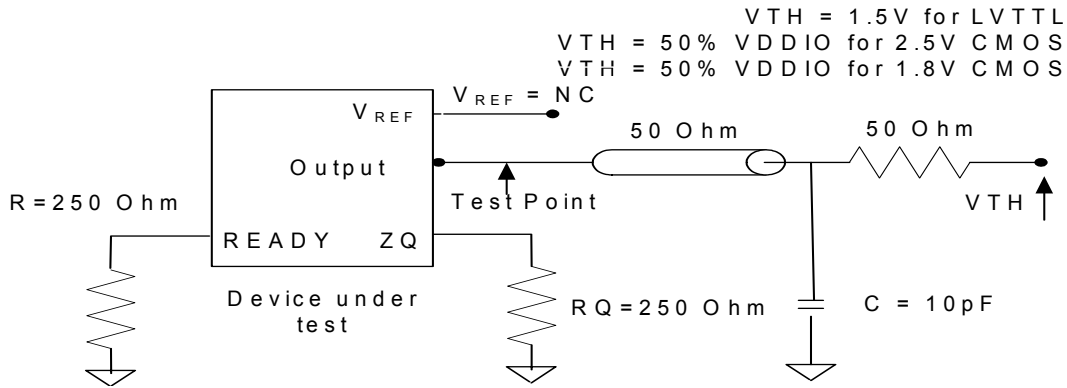 VTH = 1.5V for LVTTL
VTH = 50% VDDIO for 2.5V CMOS
VTH = 50% VDDIO for 1.8V CMOS
VREF = NC
VREF
50 Ohm
50 Ohm
Output
R=250 Ohm
Test Point
VTH
READY
ZQ
Device under
test
RQ=250 Ohm
C = 10pF